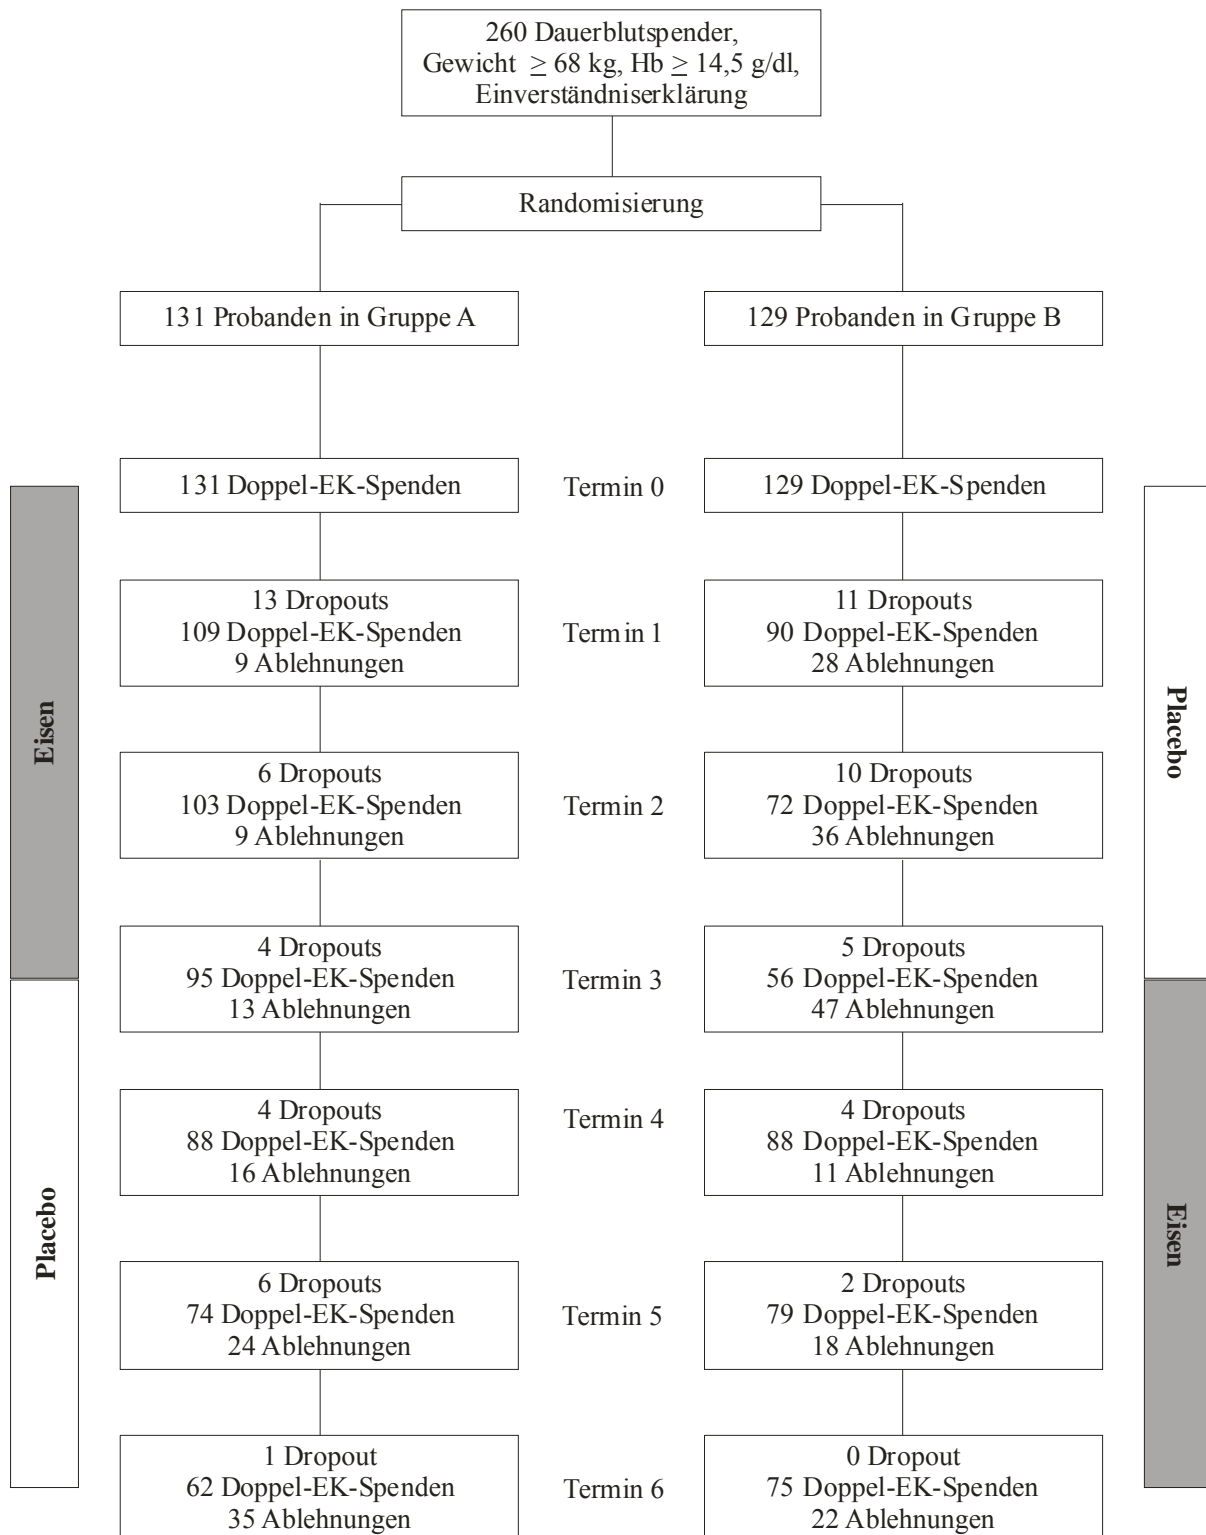 260 Dauerblutspender,
Gewicht ≥ 68 kg, Hb ≥ 14,5 g/dl,
Einverständniserklärung
Randomisierung
131 Probanden in Gruppe A
129 Probanden in Gruppe B
131 Doppel-EK-Spenden
Termin 0
129 Doppel-EK-Spenden
13 Dropouts
109 Doppel-EK-Spenden
9 Ablehnungen
Termin 1
11 Dropouts
90 Doppel-EK-Spenden
28 Ablehnungen
Eisen
Placebo
6 Dropouts
103 Doppel-EK-Spenden
9 Ablehnungen
Termin 2
10 Dropouts
72 Doppel-EK-Spenden
36 Ablehnungen
4 Dropouts
95 Doppel-EK-Spenden
13 Ablehnungen
Termin 3
5 Dropouts
56 Doppel-EK-Spenden
47 Ablehnungen
4 Dropouts
88 Doppel-EK-Spenden
16 Ablehnungen
Termin 4
4 Dropouts
88 Doppel-EK-Spenden
11 Ablehnungen
Placebo
Eisen
6 Dropouts
74 Doppel-EK-Spenden
24 Ablehnungen
Termin 5
2 Dropouts
79 Doppel-EK-Spenden
18 Ablehnungen
1 Dropout
62 Doppel-EK-Spenden
35 Ablehnungen
Termin 6
0 Dropout
75 Doppel-EK-Spenden
22 Ablehnungen